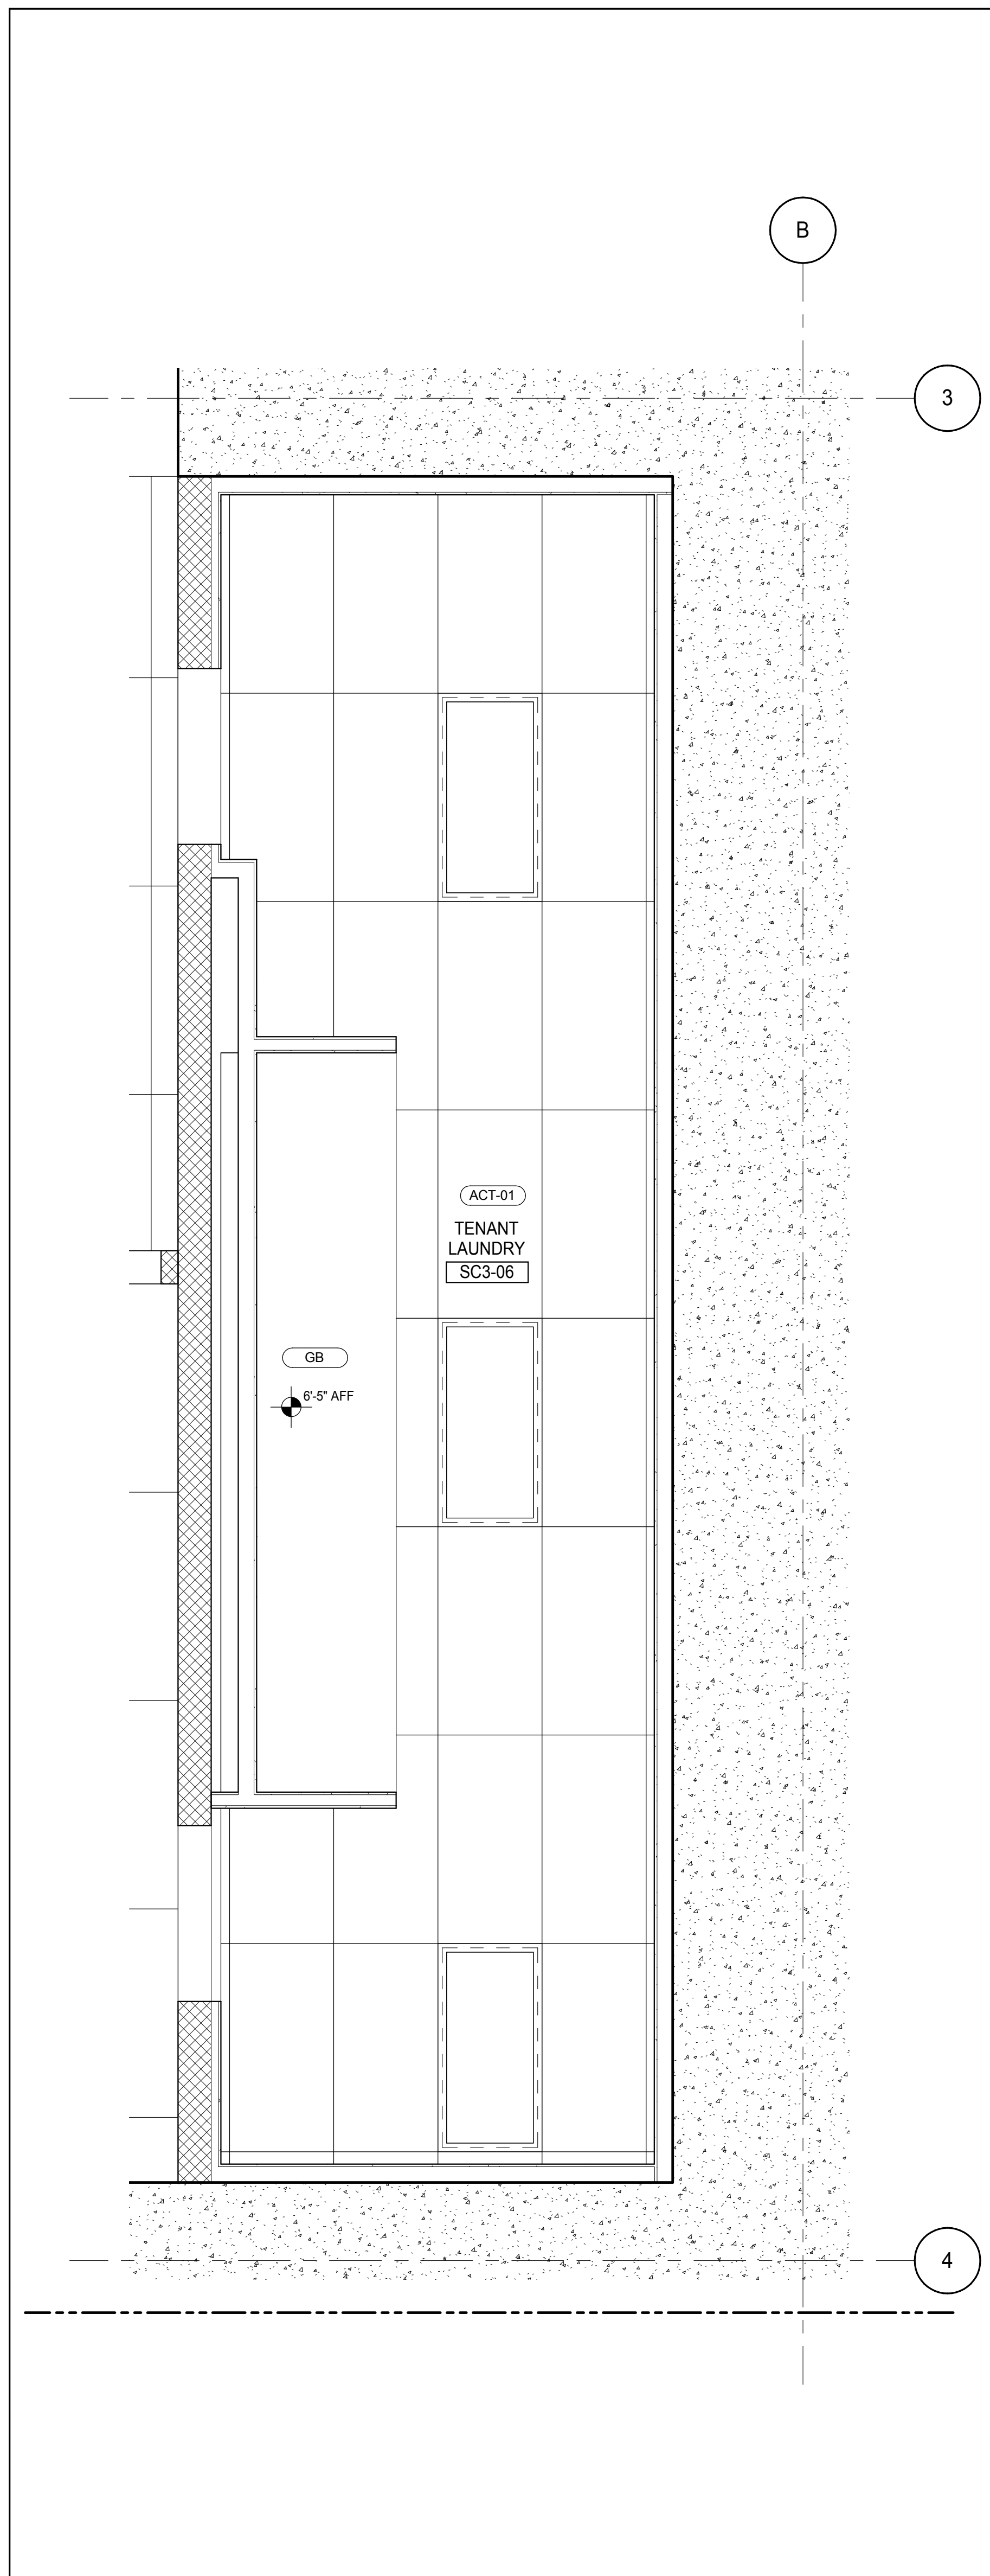 B
3
ACT-01
TENANT
LAUNDRY
SC3-06
GB
6'-5" AFF
4